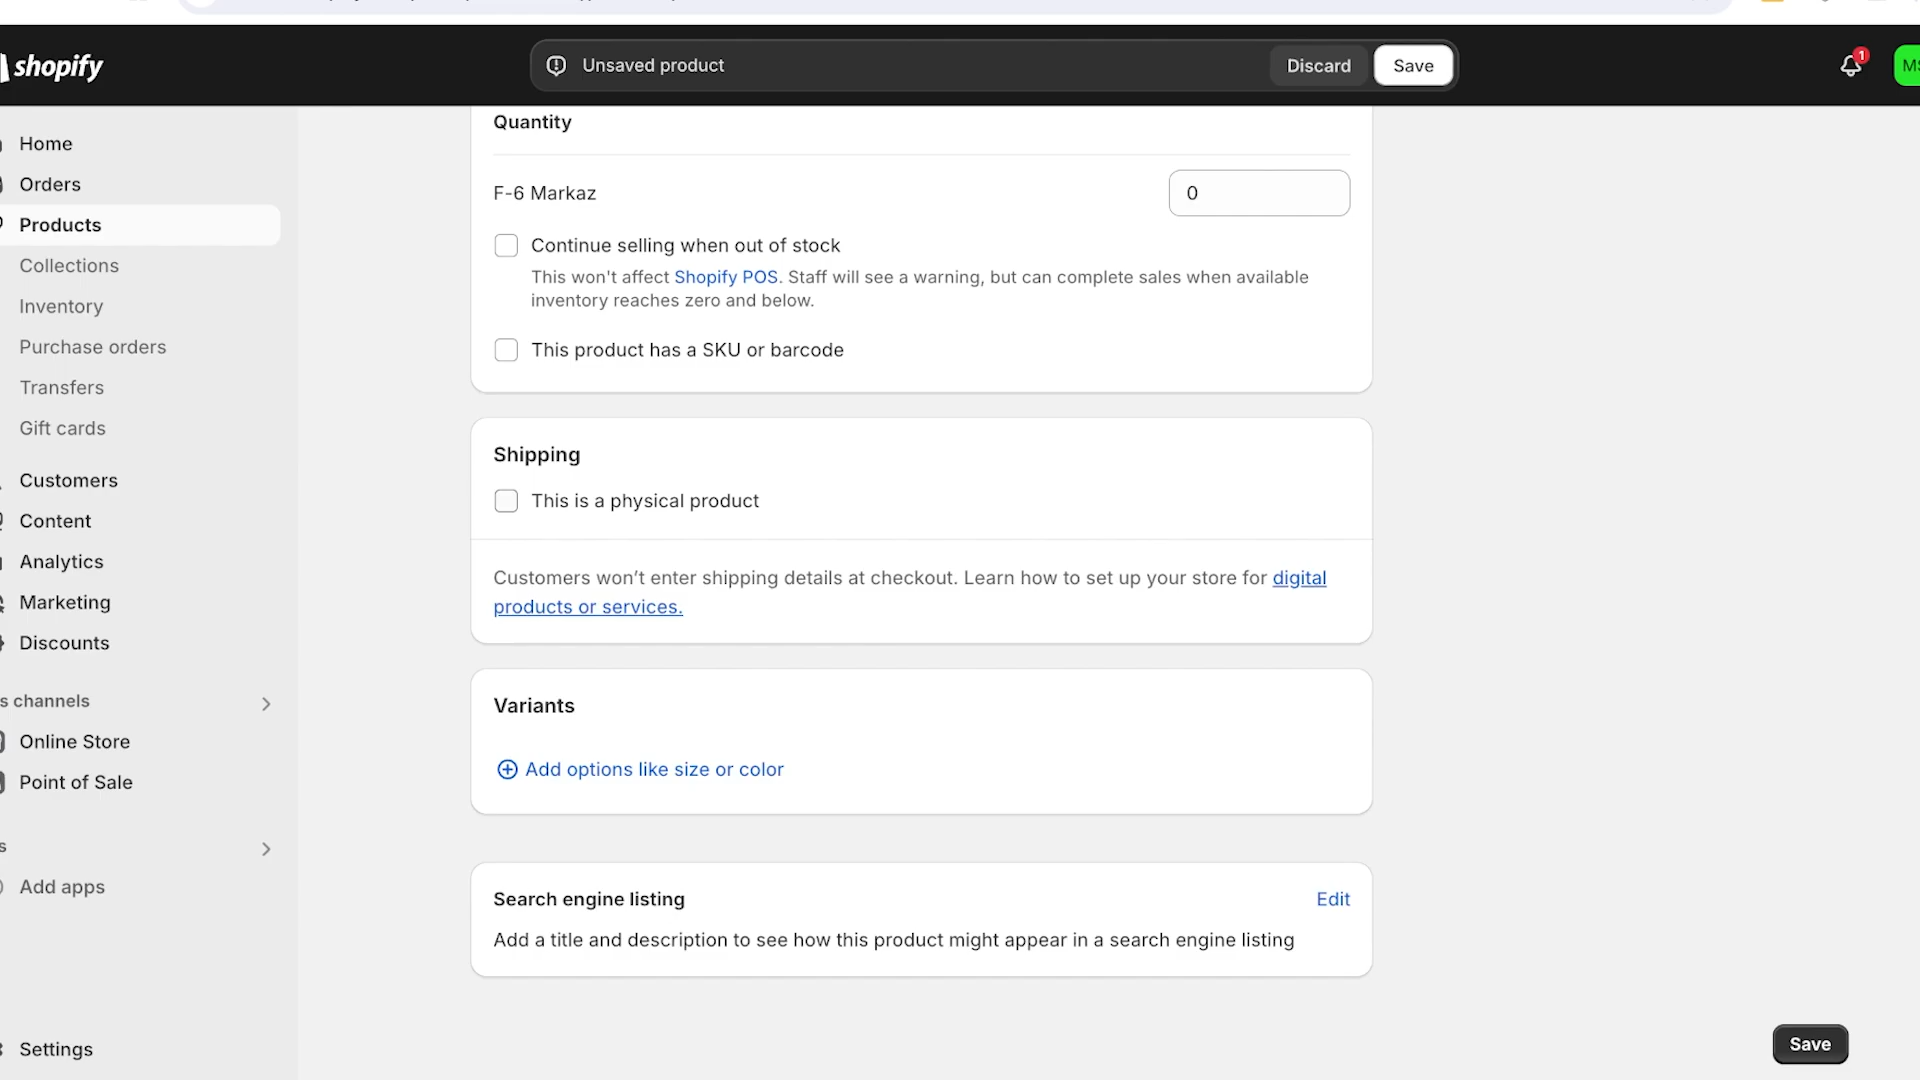 shopify
Unsaved product
Discard
Save
1
Home
Orders
Products
Collections
Inventory
Purchase orders
Transfers
Gift cards
Customers
Content
Analytics
Marketing
Discounts
s channels
Online Store
Point of Sale
s
Add apps
Settings
Quantity
F-6 Markaz
0
Continue selling when out of stock
This won't affect Shopify POS. Staff will see a warning, but can complete sales when available
inventory reaches zero and below.
This product has a SKU or barcode
Shipping
This is a physical product
Customers won’t enter shipping details at checkout. Learn how to set up your store for digital
products or services.
Variants
Add options like size or color
Search engine listing
Edit
Add a title and description to see how this product might appear in a search engine listing
Save